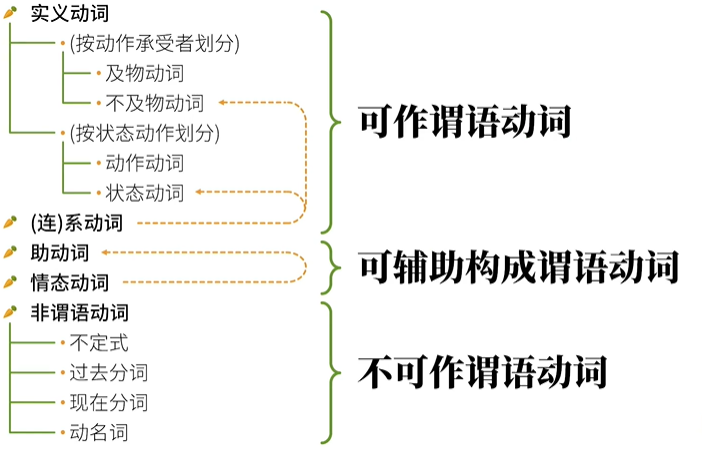 实义动词
(按动作承受者划分)
及物动词
不及物动词
(按状态动作划分)
动作动词
状态动词
(连)系动词
可作谓语动词
助动词
情态动词
可辅助构成谓语动词
非谓语动词
不定式
过去分词
现在分词
动名词
不可作谓语动词